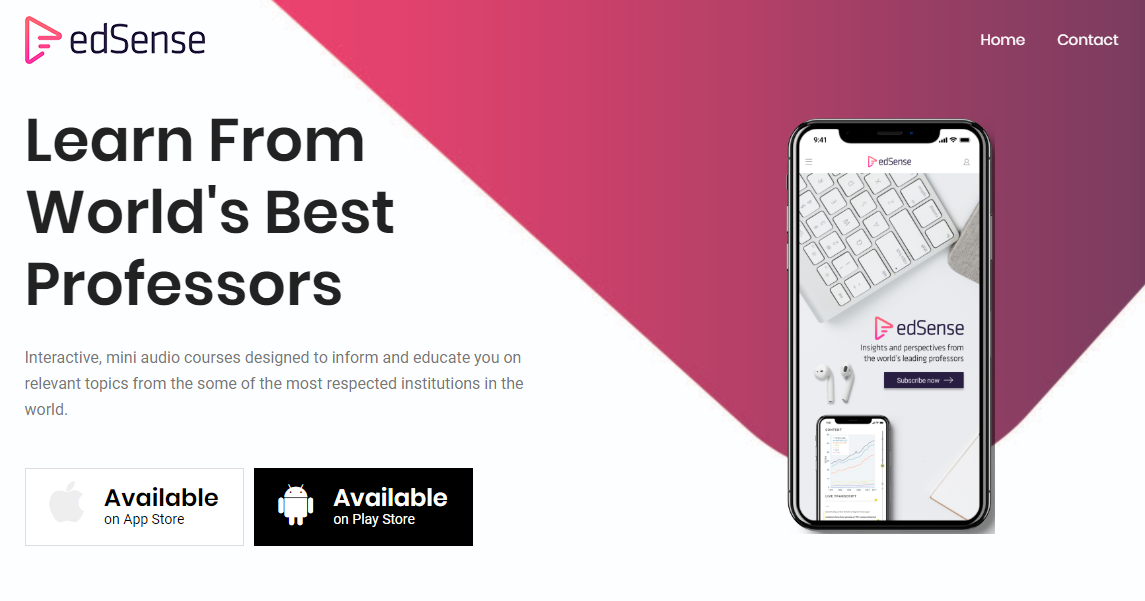 edSense
Home
Contact
Learn From
World's Best
Professors
Interactive, mini audio courses designed to inform and educate you on
relevant topics from the some of the most respected institutions in the
world.
Available
on App Store
Available
on Play Store
9:41
edSense
edSense
Insights and perspectives from
the world's leading professors
Subscribe now
CONTEXT
LIVE TRANSCRIPT